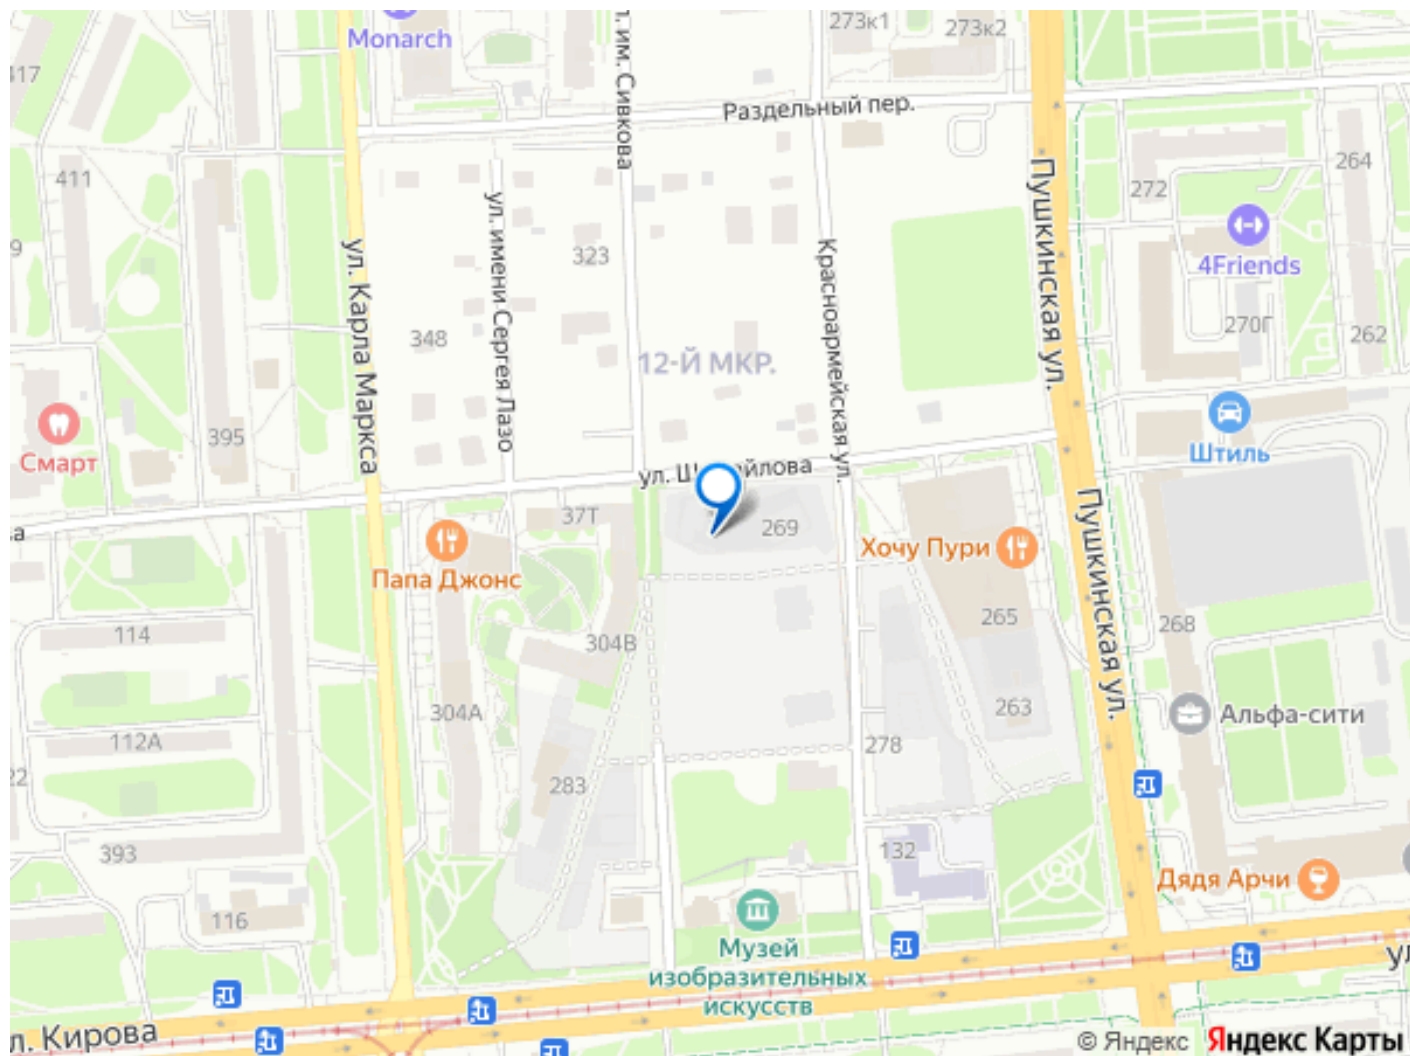 Monarch
ул. им. Сивкова
273к1
273к2
417
Раздельный пер.
411
264
272
4Friends
ул. имени Сергея Лазо
323
Красноармейская ул.
Пушкинская ул.
ул. Карла Маркса
348
12-Й МКР.
270Г
262
Смарт
395
Штиль
37Т
269
Папа Джонс
Хочу Пури
Пушкинская ул.
114
304В
265
268
304А
263
Альфа-сити
112А
278
283
393
132
Дядя Арчи
116
Музей
изобразительных
искусств
л. Кирова
© Яндекс
Яндекс Карты